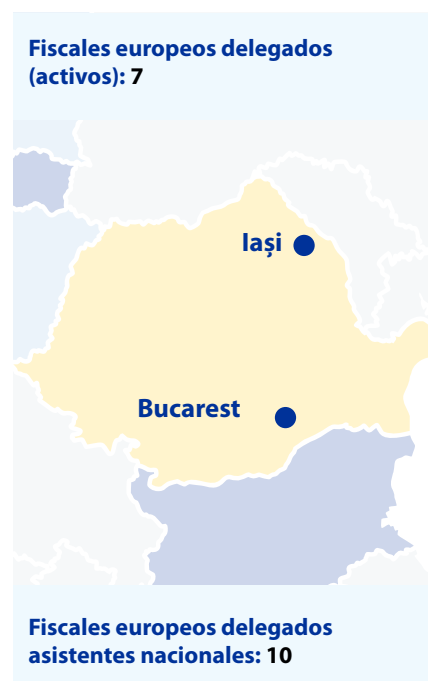 Fiscales europeos delegados
(activos): 7
Iași
Bucarest
Fiscales europeos delegados
asistentes nacionales: 10